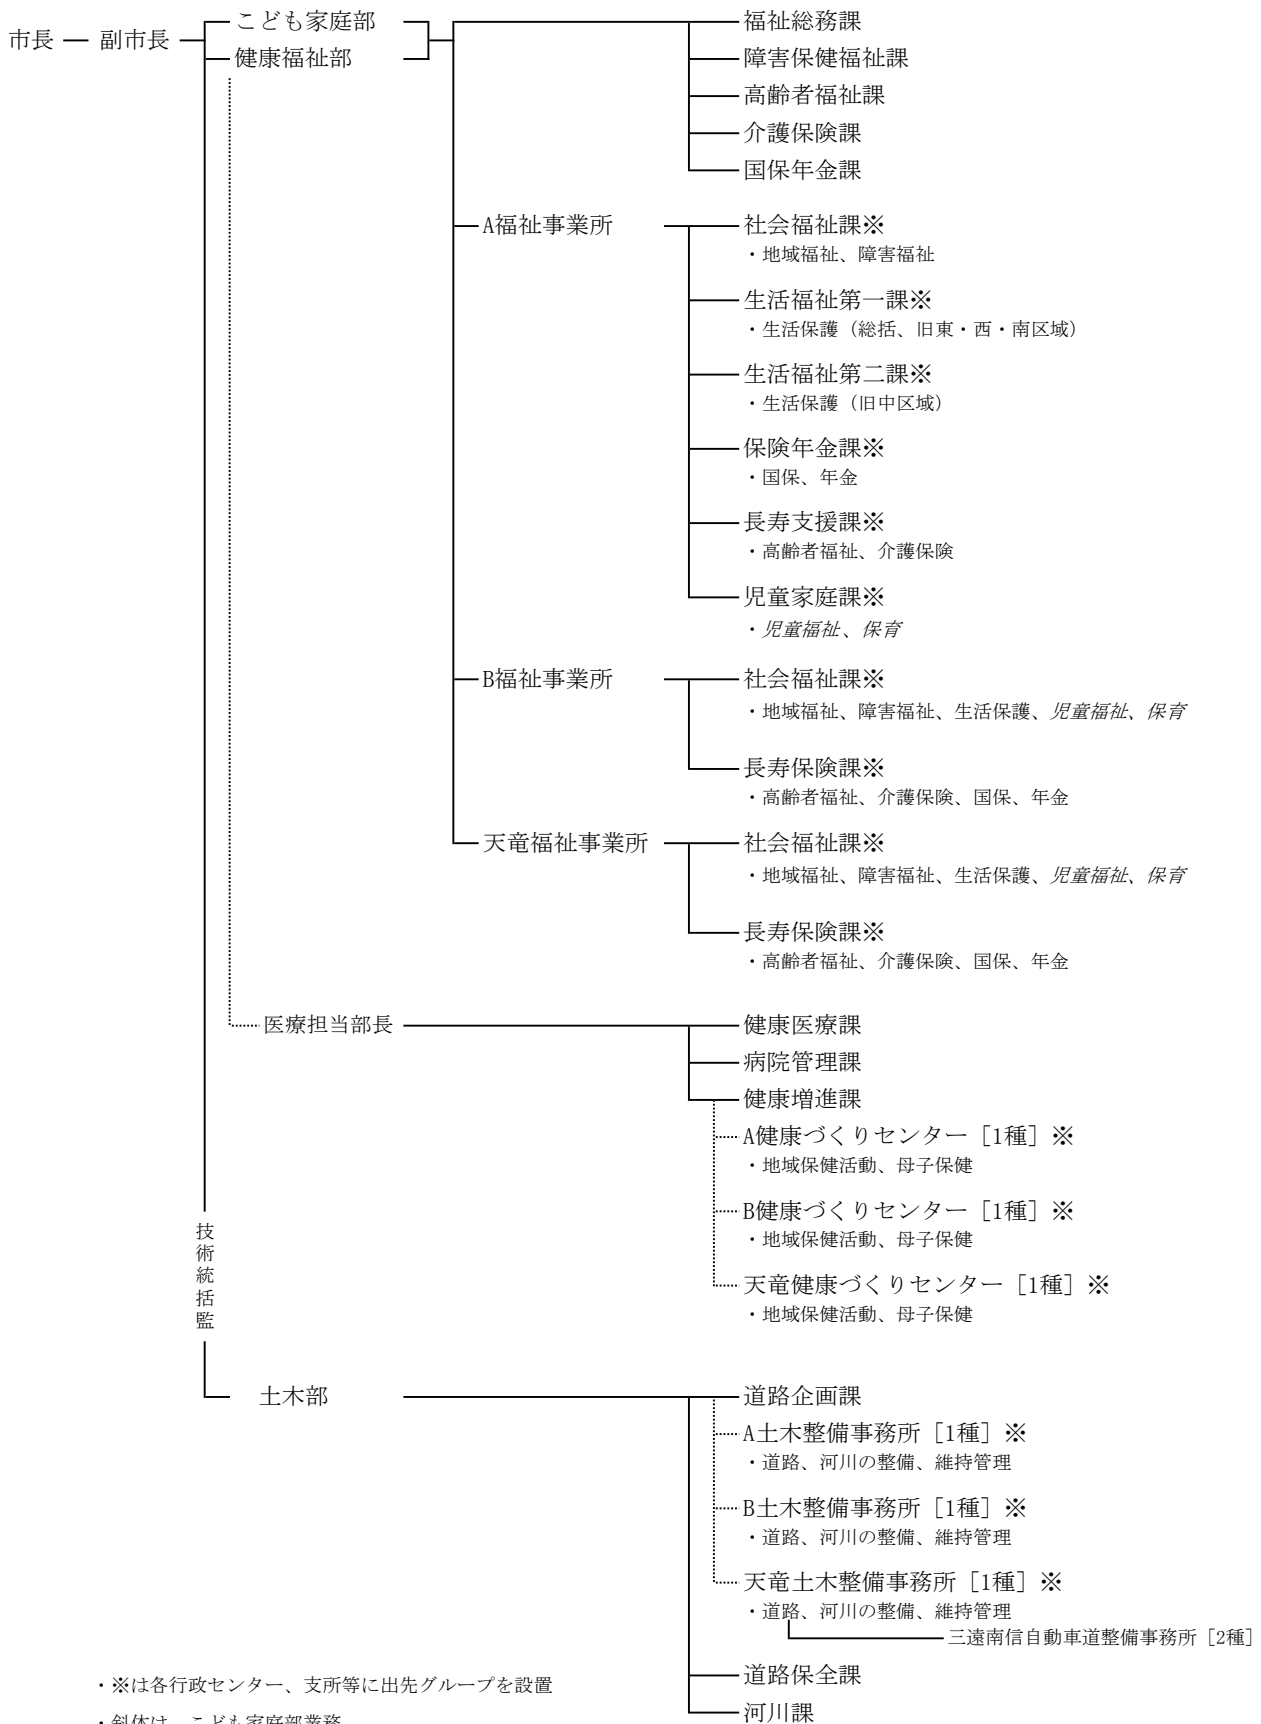 市長
副市長
こども家庭部
健康福祉部
福祉総務課
障害保健福祉課
高齢者福祉課
介護保険課
国保年金課
A福祉事業所
社会福祉課※
・地域福祉、障害福祉
生活福祉第一課※
・生活保護（総括、旧東・西・南区域）
生活福祉第二課※
・生活保護（旧中区域）
保険年金課※
・国保、年金
長寿支援課※
・高齢者福祉、介護保険
児童家庭課※
・児童福祉、保育
B福祉事業所
社会福祉課※
・地域福祉、障害福祉、生活保護、児童福祉、保育
長寿保険課※
・高齢者福祉、介護保険、国保、年金
天竜福祉事業所
社会福祉課※
・地域福祉、障害福祉、生活保護、児童福祉、保育
長寿保険課※
・高齢者福祉、介護保険、国保、年金
医療担当部長
健康医療課
病院管理課
健康増進課
A健康づくりセンター［1種］※
・地域保健活動、母子保健
B健康づくりセンター［1種］※
・地域保健活動、母子保健
天竜健康づくりセンター［1種］※
・地域保健活動、母子保健
技術統括監
土木部
道路企画課
A土木整備事務所［1種］※
・道路、河川の整備、維持管理
B土木整備事務所［1種］※
・道路、河川の整備、維持管理
天竜土木整備事務所［1種］※
・道路、河川の整備、維持管理
三遠南信自動車道整備事務所［2種］
道路保全課
河川課
・※は各行政センター、支所等に出先グループを設置
・斜体は、こども家庭部業務